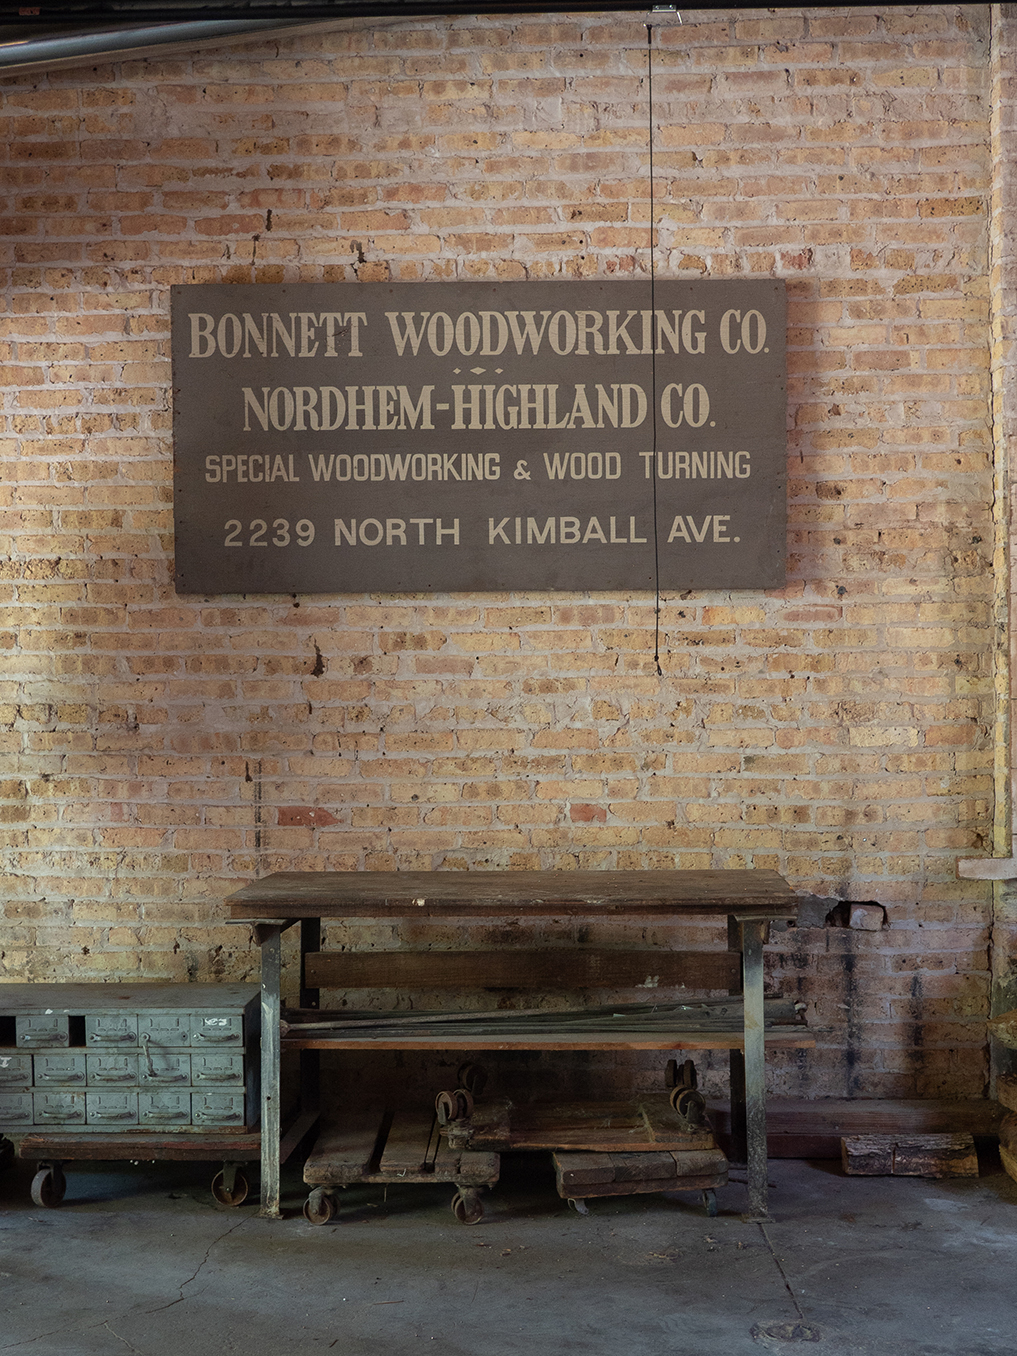 BONNETT WOODWORKING CO.
NORDHEM-HIGHLAND CO.
SPECIAL WOODWORKING & WOOD TURNING
2239 NORTH KIMBALL AVE.